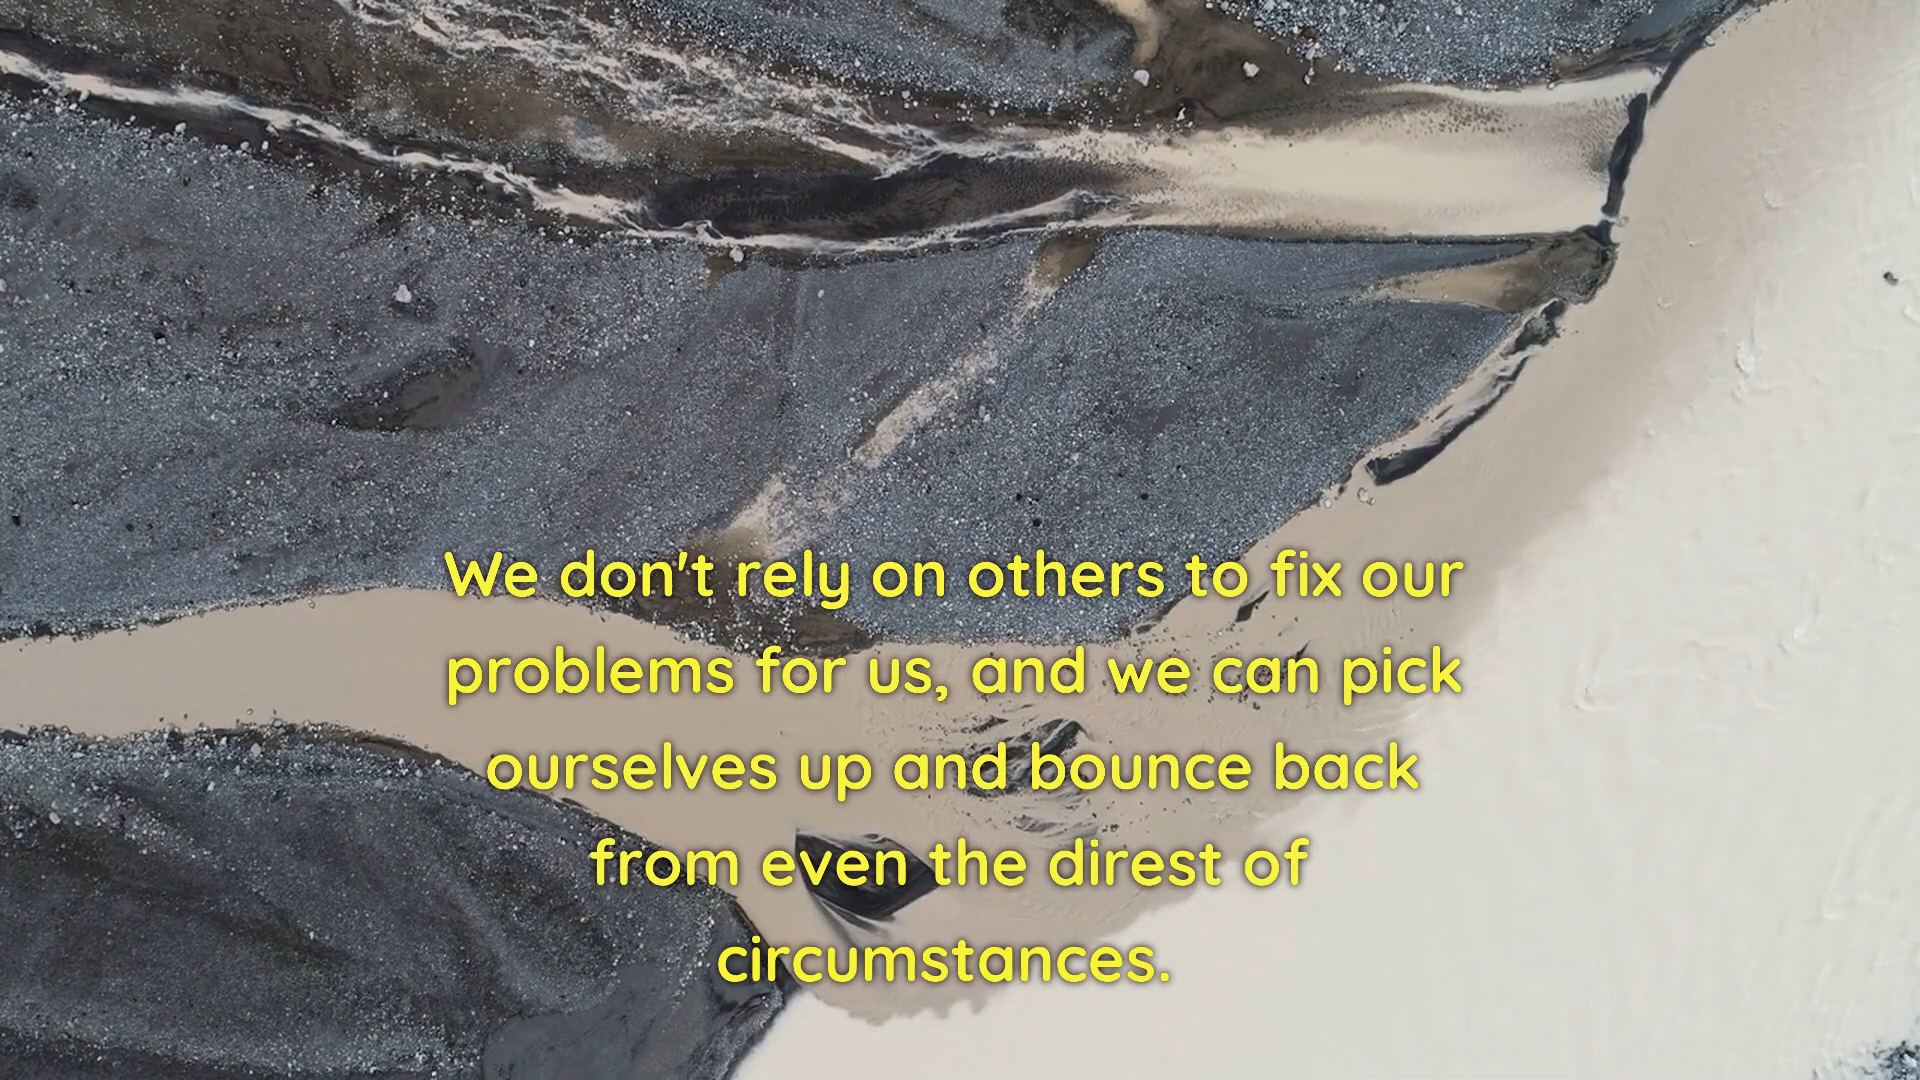 We don't rely on others to fix our
problems for us, and we can pick
ourselves up and bounce back
from even the direst of
circumstances.